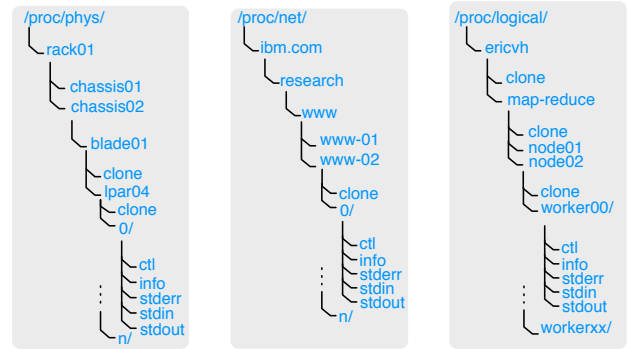 /proc/phys/
rack01
chassis01
chassis02
blade01
clone
lpar04
clone
0/
ctl
info
stderr
stdin
stdout
n/
/proc/net/
ibm.com
research
www
www-01
www-02
clone
0/
ctl
info
stderr
stdin
stdout
n/
/proc/logical/
ericvh
clone
map-reduce
clone
node01
node02
clone
worker00/
ctl
info
stderr
stdin
stdout
workerxx/